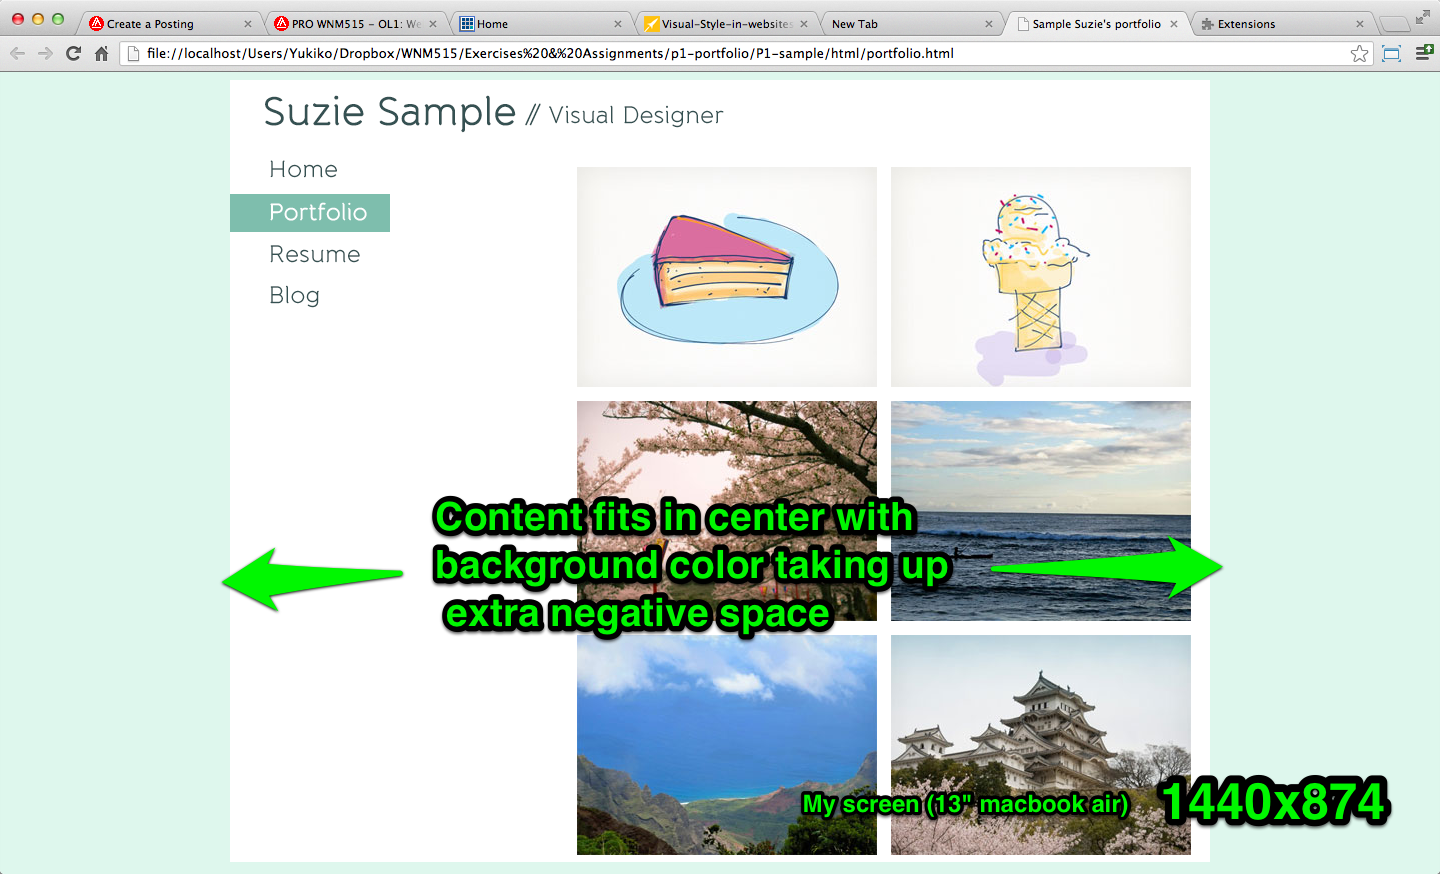 Create a Posting
PRO WNM515 – OL1: We
Home
Visual-Style-in-websites
New Tab
Sample Suzie's portfolio
Extensions
file://localhost/Users/Yukiko/Dropbox/WNM515/Exercises%20&%20Assignments/p1-portfolio/P1-sample/html/portfolio.html
Suzie Sample // Visual Designer
Home
Portfolio
Resume
Blog
Content fits in center with
background color taking up
extra negative space
My screen (13" macbook air) 1440x874